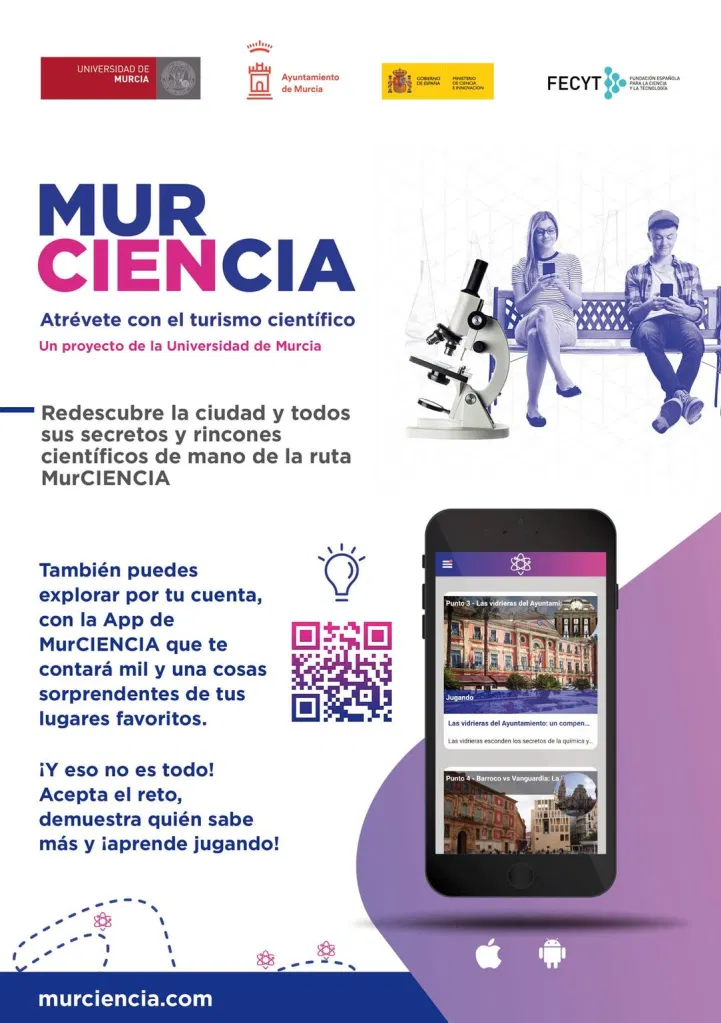 UNIVERSIDAD DE
MURCIA
Ayuntamiento
de Murcia
GOBIERNO
DE ESPAÑA
MINISTERIO
DE CIENCIA
E INNOVACIÓN
FECYT
FUNDACIÓN ESPAÑOLA
PARA LA CIENCIA
Y LA TECNOLOGÍA
MUR
CIENCIA
Atrévete con el turismo científico
Un proyecto de la Universidad de Murcia
Redescubre la ciudad y todos
sus secretos y rincones
científicos de mano de la ruta
MurCIENCIA
También puedes
explorar por tu cuenta,
con la App de
MurCIENCIA que te
contará mil y una cosas
sorprendentes de tus
lugares favoritos.
¡Y eso no es todo!
Acepta el reto,
demuestra quién sabe
más y ¡aprende jugando!
Punto 3 - Las vidrieras del Ayuntami
Jugando
Las vidrieras del Ayuntamiento: un compen...
Las vidrieras esconden los secretos de la química y...
Punto 4 - Barroco vs Vanguardia: La
murciencia.com